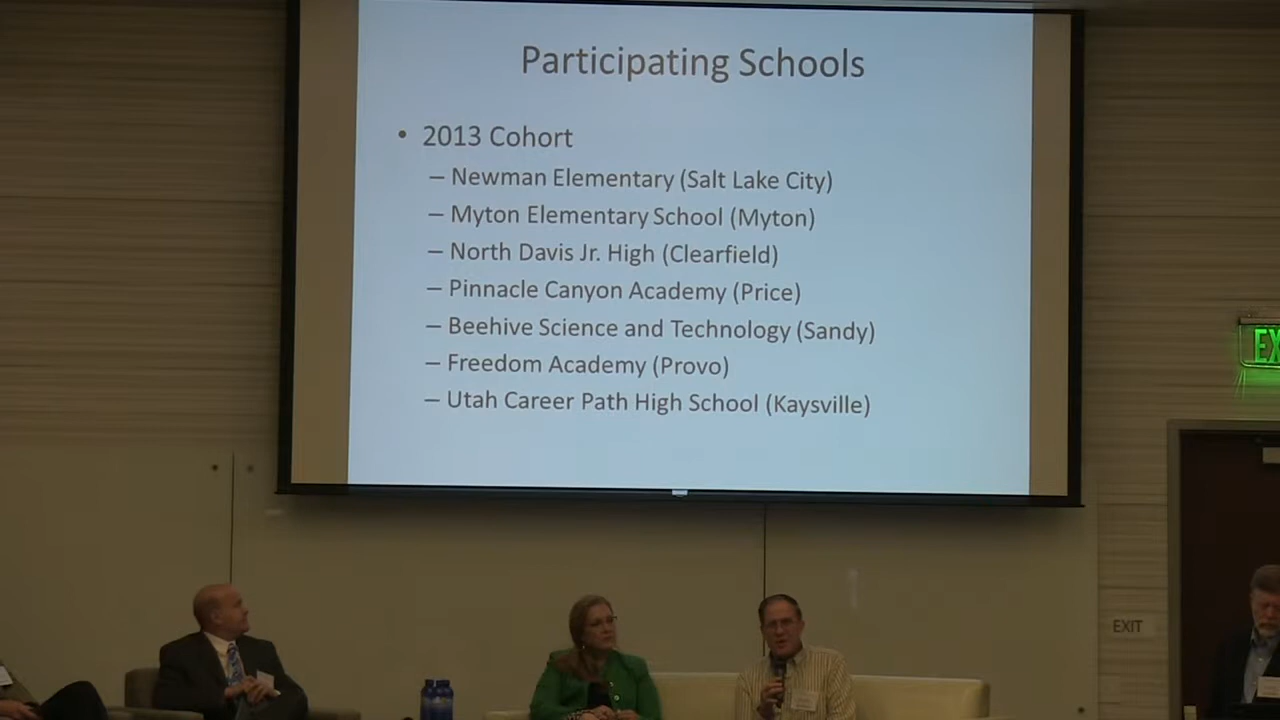 Participating Schools
• 2013 Cohort
– Newman Elementary (Salt Lake City)
– Myton Elementary School (Myton)
– North Davis Jr. High (Clearfield)
– Pinnacle Canyon Academy (Price)
– Beehive Science and Technology (Sandy)
– Freedom Academy (Provo)
– Utah Career Path High School (Kaysville)
EX
EXIT